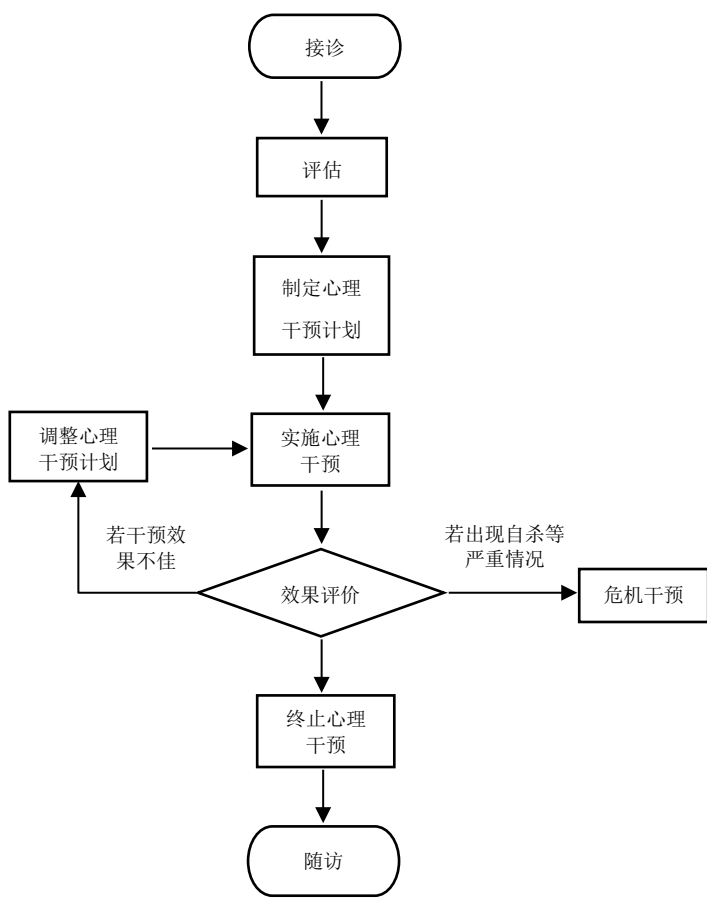 接诊
评估
制定心理
干预计划
调整心理
干预计划
实施心理
干预
若干预效
果不佳
若出现自杀等
严重情况
效果评价
危机干预
终止心理
干预
随访